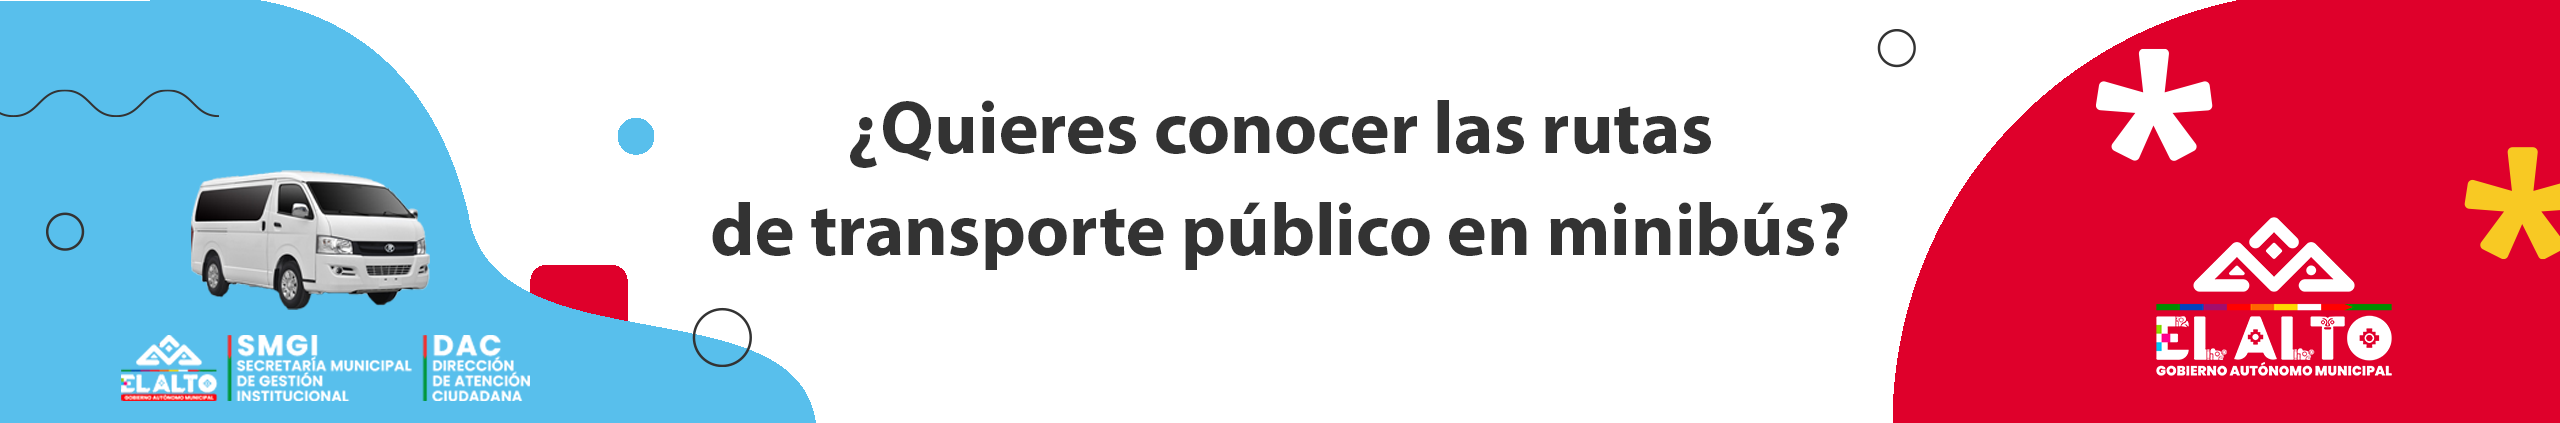 ¿Quieres conocer las rutas
de transporte público en minibús?
EL ALTO
GOBIERNO AUTÓNOMO MUNICIPAL
SMGI
SECRETARÍA MUNICIPAL
DE GESTIÓN
INSTITUCIONAL
DAC
DIRECCIÓN
DE ATENCIÓN
CIUDADANA
EL ALTO
GOBIERNO AUTÓNOMO MUNICIPAL